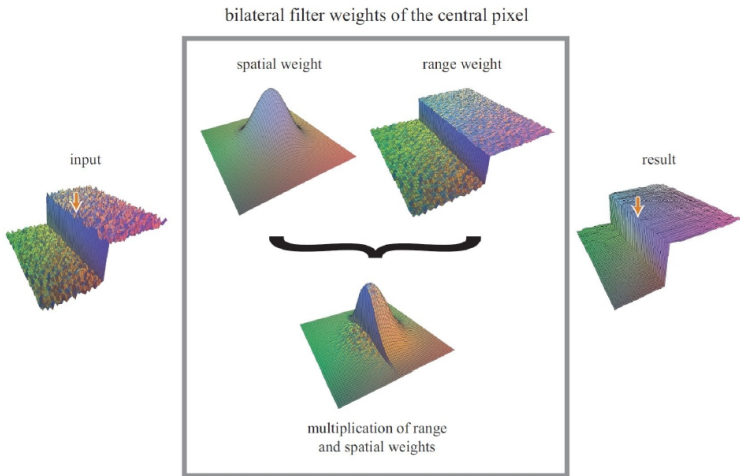 bilateral filter weights of the central pixel
spatial weight
range weight
input
result
multiplication of range
and spatial weights